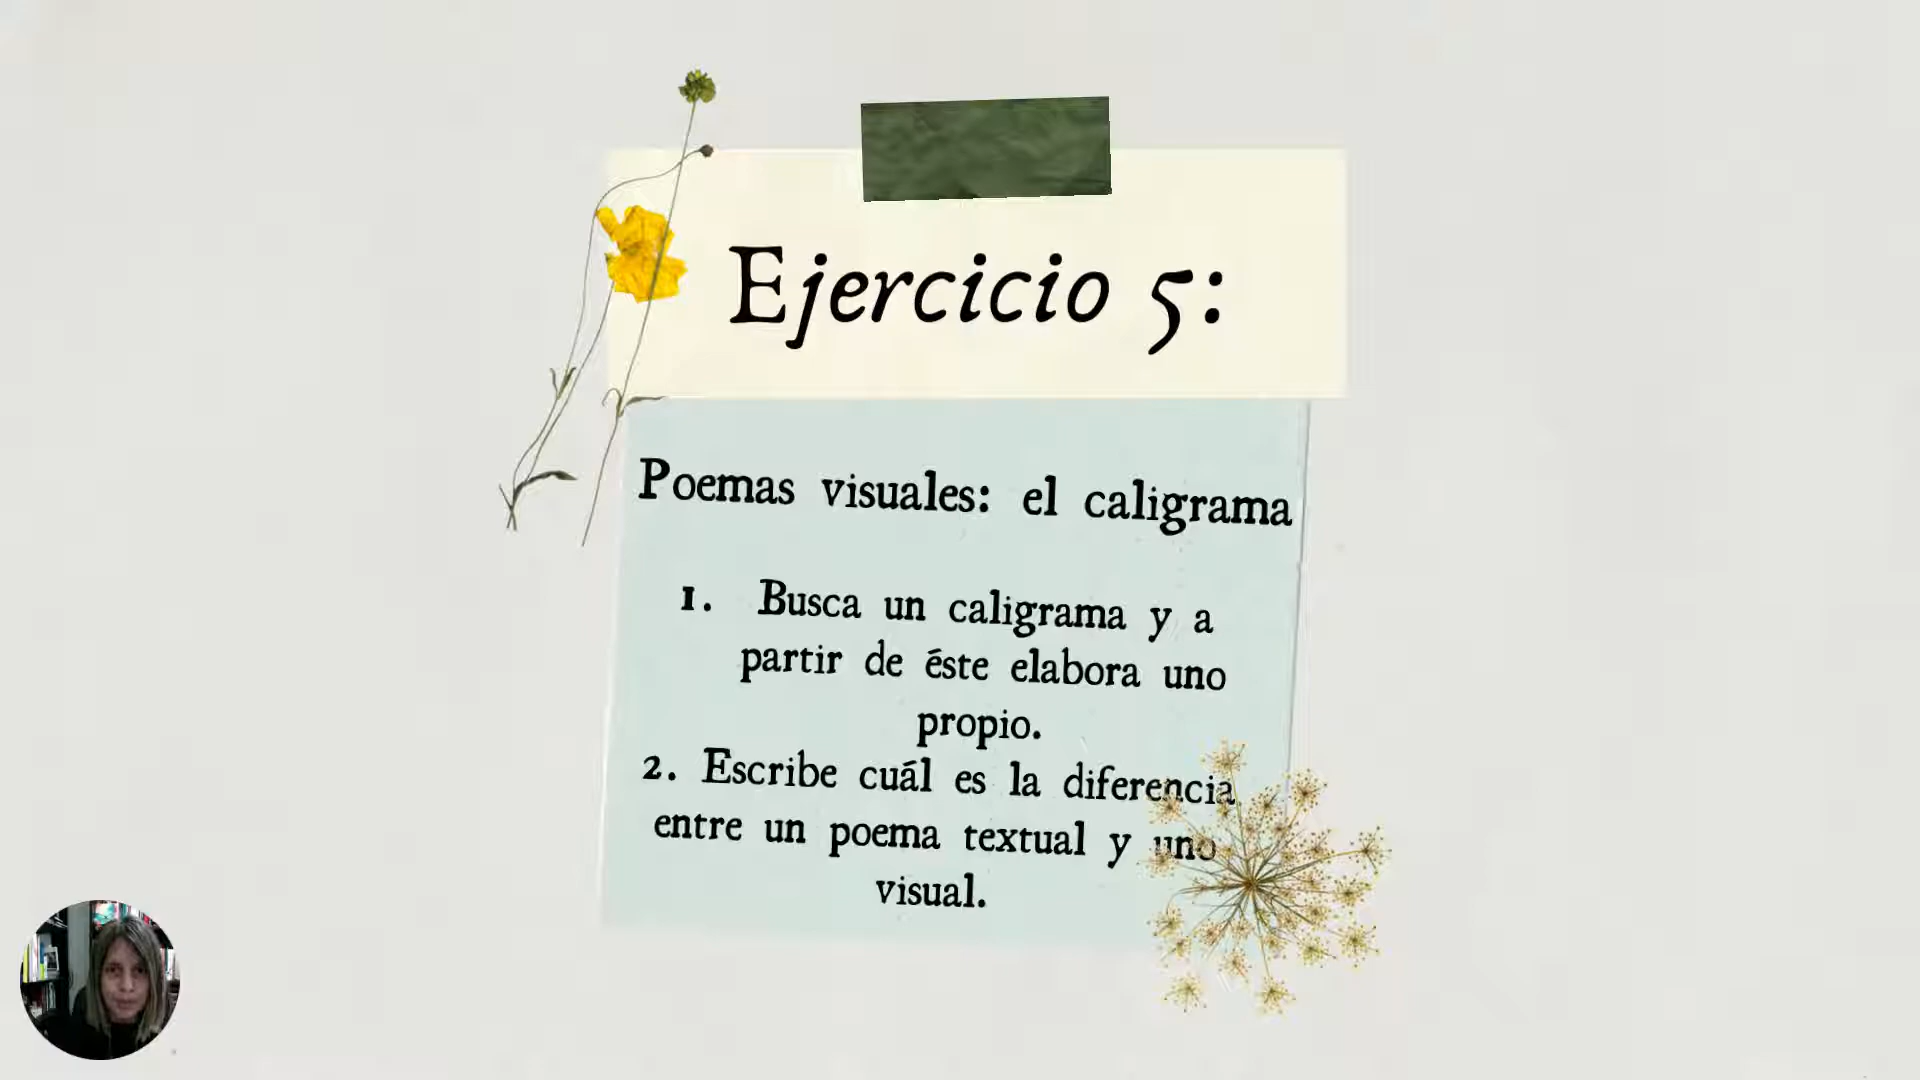 Ejercicio 5:
Poemas visuales: el caligrama
1. Busca un caligrama y a
partir de éste elabora uno
propio.
2. Escribe cuál es la diferencia
entre un poema textual y uno
visual.